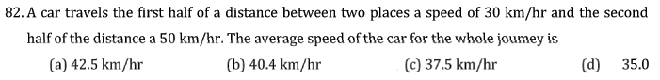 82. A car travels the first half of a distance between two places a speed of 30 km/hr and the second
half of the distance a 50 km/hr. The average speed of the car for the whole journey is
(a) 42.5 km/hr (b) 40.4 km/hr (c) 37.5 km/hr (d) 35.0